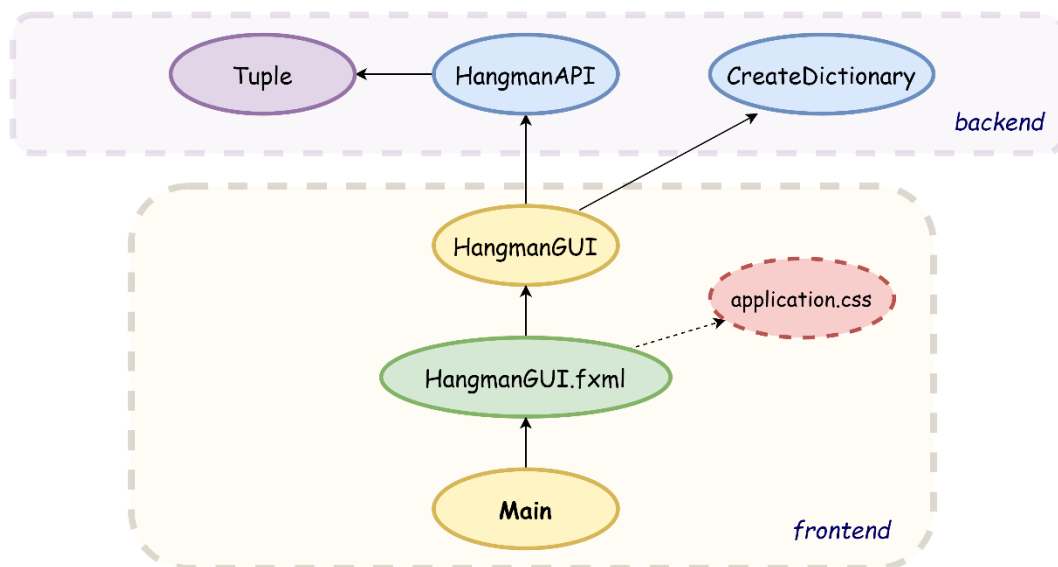 Tuple
HangmanAPI
CreateDictionary
backend
HangmanGUI
application.css
HangmanGUI.fxml
Main
frontend